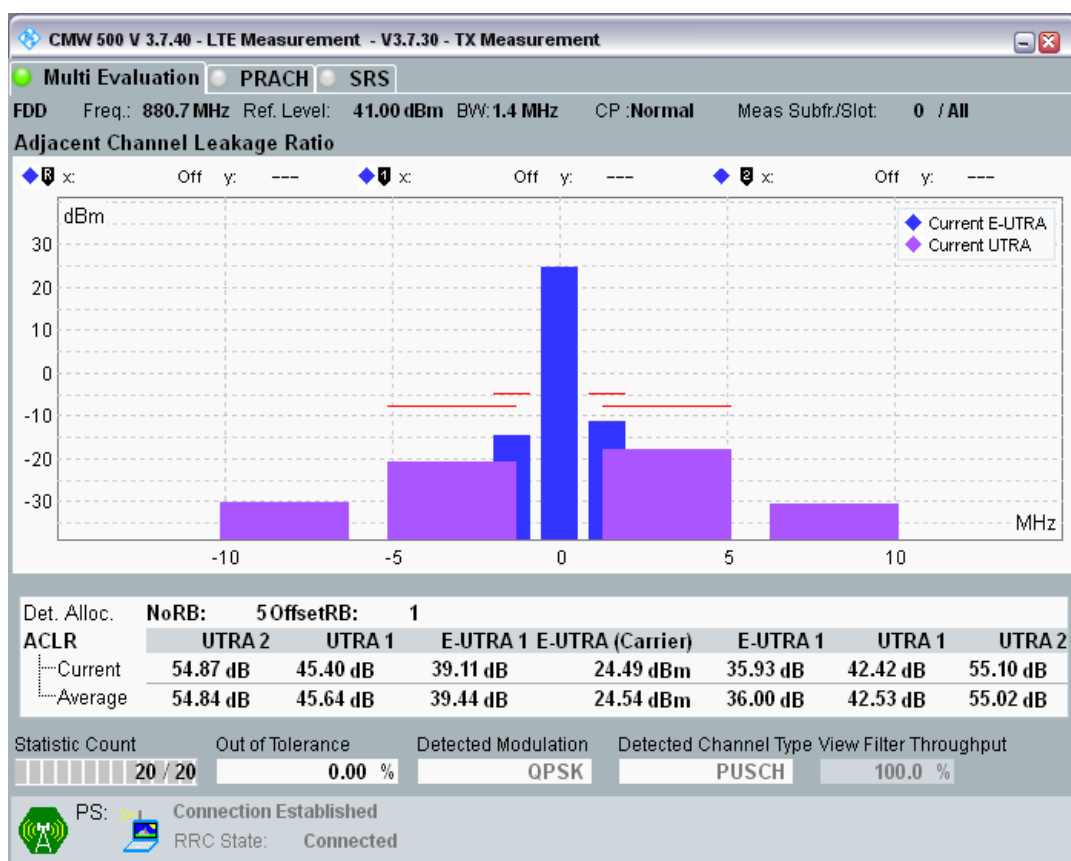 CMW 500 V 3.7.40 - LTE Measurement - V3.7.30 - TX Measurement
Multi Evaluation PRACH SRS
FDD Freq.: 880.7 MHz Ref. Level: 41.00 dBm BW: 1.4 MHz CP :Normal Meas Subfr./Slot: 0 / All
Adjacent Channel Leakage Ratio
R x: Off y: --- 1 x: Off y: --- 2 x: Off y: ---
dBm
Current E-UTRA
Current UTRA
30
20
10
0
-10
-20
-30
MHz
-10 -5 0 5 10
Det. Alloc. NoRB: 5 OffsetRB: 1
ACLR UTRA 2 UTRA 1 E-UTRA 1 E-UTRA (Carrier) E-UTRA 1 UTRA 1 UTRA 2
Current 54.87 dB 45.40 dB 39.11 dB 24.49 dBm 35.93 dB 42.42 dB 55.10 dB
Average 54.84 dB 45.64 dB 39.44 dB 24.54 dBm 36.00 dB 42.53 dB 55.02 dB
Statistic Count Out of Tolerance Detected Modulation Detected Channel Type View Filter Throughput
20 / 20 0.00 % QPSK PUSCH 100.0 %
PS: Connection Established
RRC State: Connected